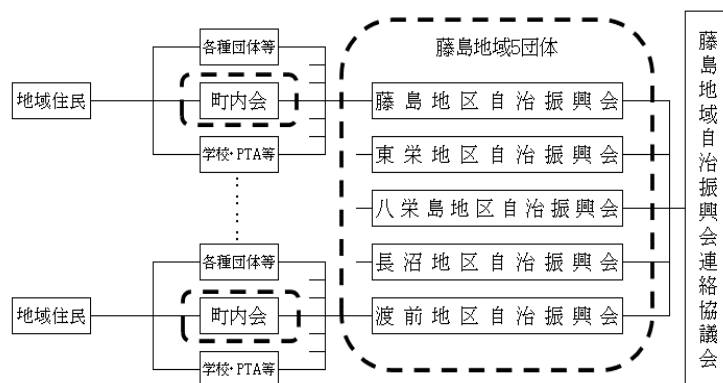 各種団体等
地域住民
町内会
学校・PTA等
各種団体等
地域住民
町内会
学校・PTA等
藤島地域5団体
藤島地区自治振興会
東栄地区自治振興会
八栄島地区自治振興会
長沼地区自治振興会
渡前地区自治振興会
藤島地域自治振興会連絡協議会